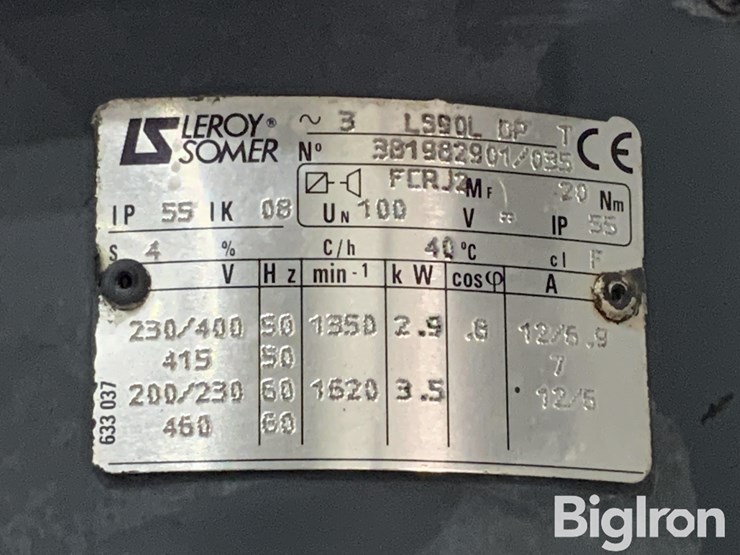 LS LEROY® SOMER ~ 3 LS90L DP T CE
N° 381982901/035
FCRJ2 MF 20 Nm
IP 55 IK 08 UN 100 V = IP 55
S 4 % C/h 40 °C cl F
V Hz min-1 kW cosφ A
230/400 50 1350 2.9 .8 12/6.9
415 50 7
200/230 60 1620 3.5 12/
460 60
633 037
BigIron